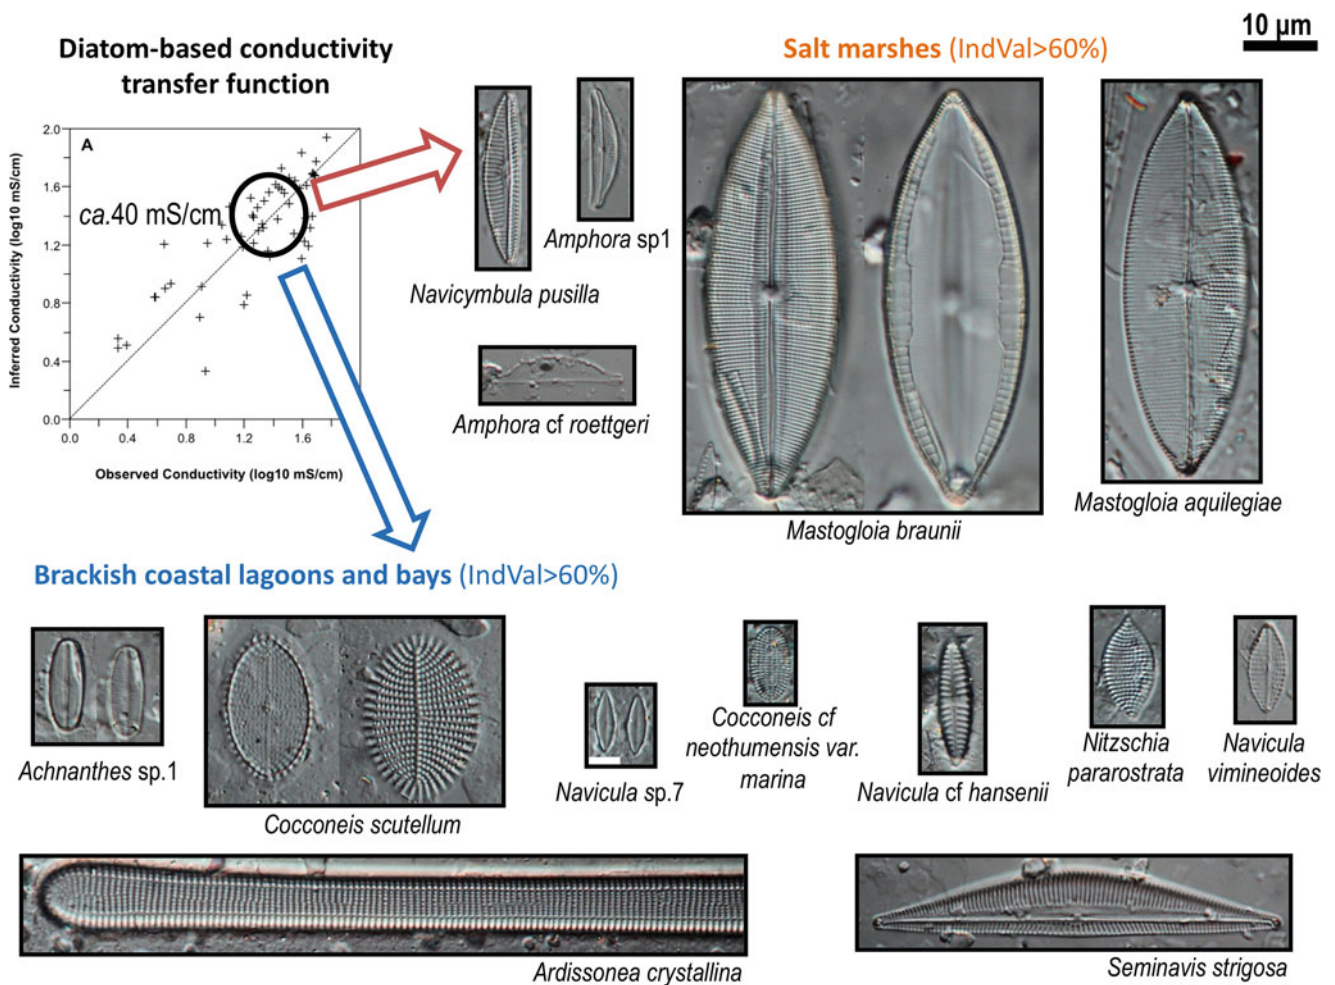 10 µm
Diatom-based conductivity
transfer function
Salt marshes (IndVal>60%)
A
2.0
1.6
1.2
0.8
0.4
0.0
0.0 0.4 0.8 1.2 1.6
Inferred Conductivity (log10 mS/cm)
Observed Conductivity (log10 mS/cm)
ca.40 mS/cm
Amphora sp1
Navicymbula pusilla
Amphora cf roettgeri
Mastogloia braunii
Mastogloia aquilegiae
Brackish coastal lagoons and bays (IndVal>60%)
Achnanthes sp.1
Cocconeis scutellum
Navicula sp.7
Cocconeis cf
neothumensis var.
marina
Navicula cf hansenii
Nitzschia
pararostrata
Navicula
vimineoides
Ardissonea crystallina
Seminavis strigosa